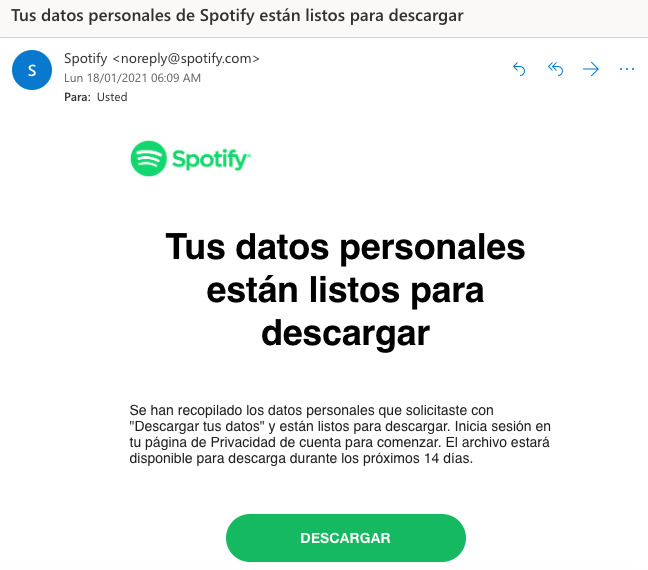 Tus datos personales de Spotify están listos para descargar
S
Spotify <noreply@spotify.com>
Lun 18/01/2021 06:09 AM
Para: Usted
Spotify
Tus datos personales
están listos para
descargar
Se han recopilado los datos personales que solicitaste con
"Descargar tus datos" y están listos para descargar. Inicia sesión en
tu página de Privacidad de cuenta para comenzar. El archivo estará
disponible para descarga durante los próximos 14 días.
DESCARGAR